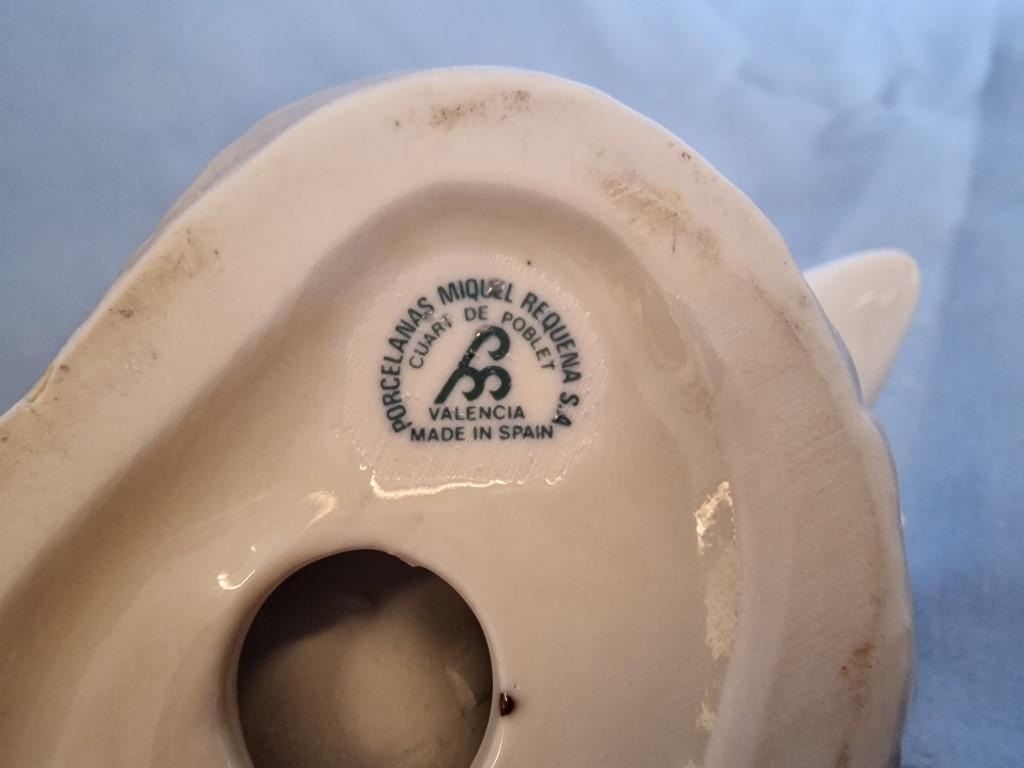 PORCELANAS MIQUEL REQUENA S.A
CUART DE POBLET
VALENCIA
MADE IN SPAIN